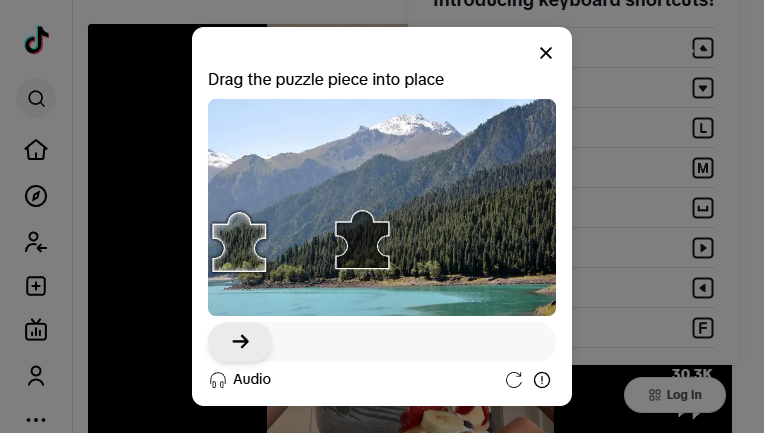 Introducing keyboard shortcuts!
Drag the puzzle piece into place
L
M
F
Audio
30.3K
Log In